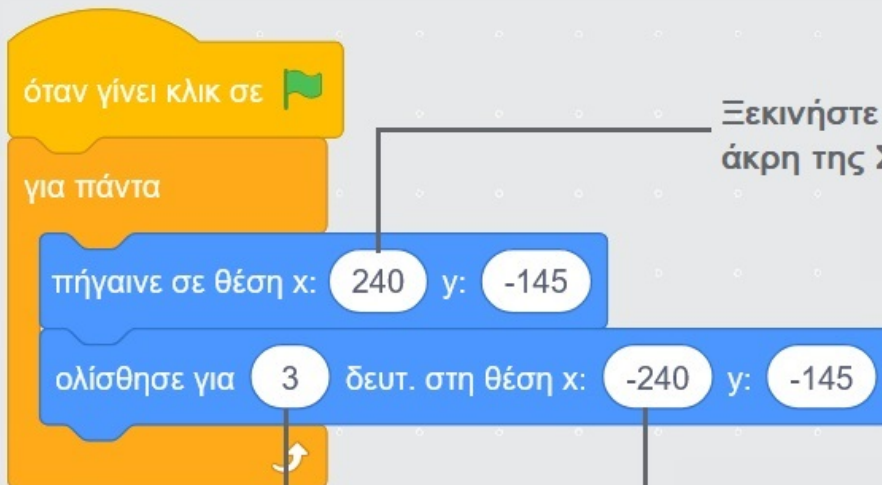 όταν γίνει κλικ σε
Ξεκινήστε
άκρη της
για πάντα
πήγαινε σε θέση x: 240 y: -145
ολίσθησε για 3 δευτ. στη θέση x: -240 y: -145